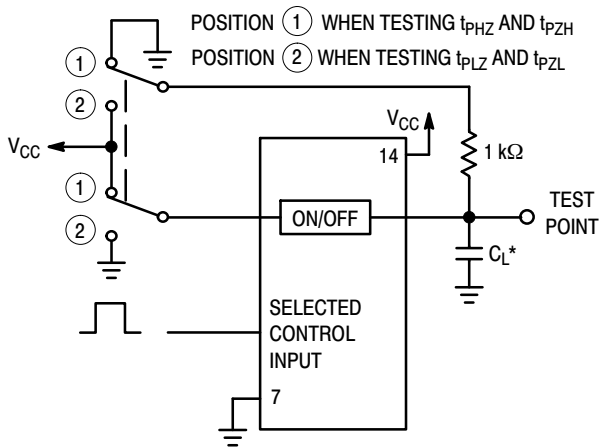 POSITION 1 WHEN TESTING tPHZ AND tPZH
POSITION 2 WHEN TESTING tPLZ AND tPZL
1
2
VCC
1
2
VCC
14
1 kΩ
ON/OFF
TEST
POINT
CL*
SELECTED
CONTROL
INPUT
7